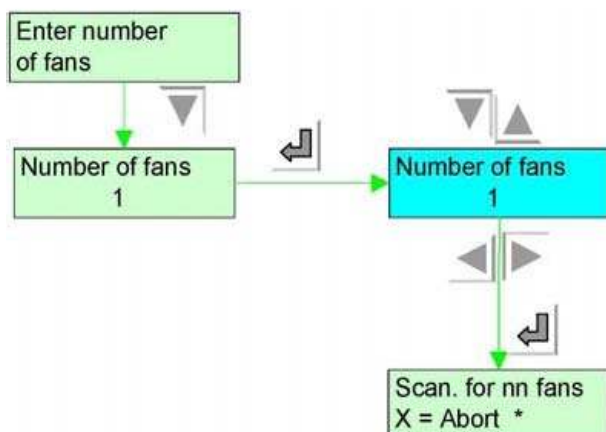 Enter number
of fans
Number of fans
1
Number of fans
1
Scan. for nn fans
X = Abort *